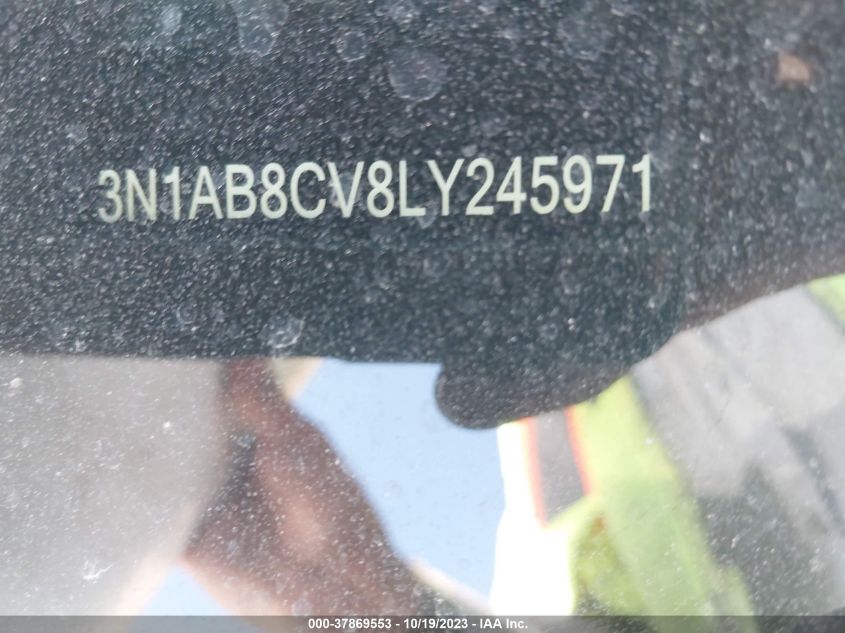 3N1AB8CV8LY245971
000-37869553 - 10/19/2023 - IAA Inc.